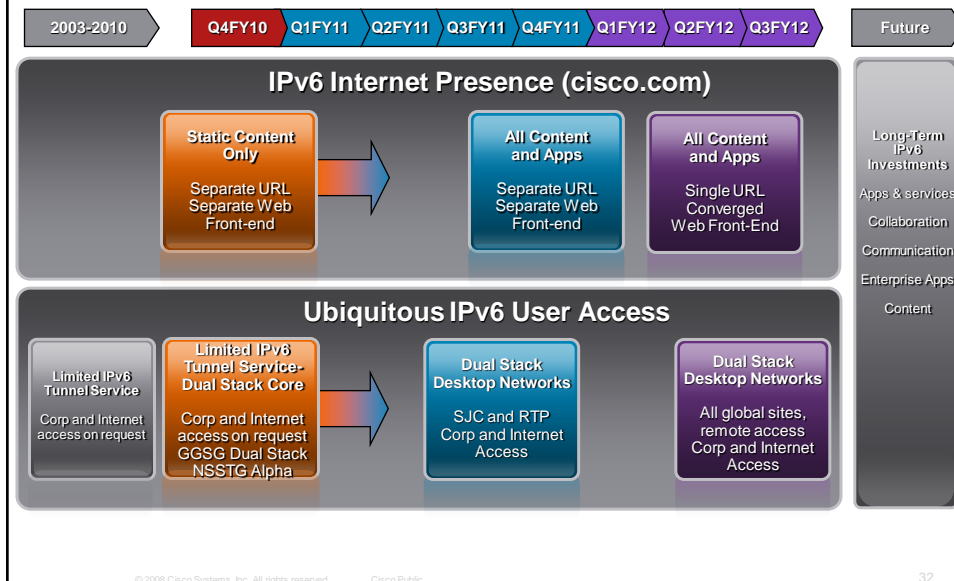 2003-2010
Q4FY10
Q1FY11
Q2FY11
Q3FY11
Q4FY11
Q1FY12
Q2FY12
Q3FY12
Future
IPv6 Internet Presence (cisco.com)
Static Content
Only
Separate URL
Separate Web
Front-end
All Content
and Apps
Separate URL
Separate Web
Front-end
All Content
and Apps
Single URL
Converged
Web Front-End
Long-Term
IPv6
Investments
Apps & services
Collaboration
Communication
Enterprise Apps
Content
Ubiquitous IPv6 User Access
Limited IPv6
Tunnel Service
Corp and Internet
access on request
Limited IPv6
Tunnel Service-
Dual Stack Core
Corp and Internet
access on request
GGSG Dual Stack
NSSTG Alpha
Dual Stack
Desktop Networks
SJC and RTP
Corp and Internet
Access
Dual Stack
Desktop Networks
All global sites,
remote access
Corp and Internet
Access
© 2008 Cisco Systems, Inc. All rights reserved.
Cisco Public
32